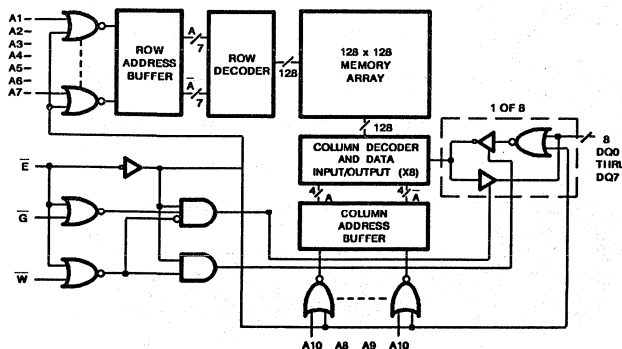 A1
A2
A3
A4
A5
A6
A7
ROW
ADDRESS
BUFFER
A
7
A̅
7
ROW
DECODER
128
128 x 128
MEMORY
ARRAY
128
1 OF 8
8
DQ0
THRU
DQ7
COLUMN DECODER
AND DATA
INPUT/OUTPUT (X8)
4 A
4 A̅
COLUMN
ADDRESS
BUFFER
E̅
G̅
W̅
A10 A8 A9 A10